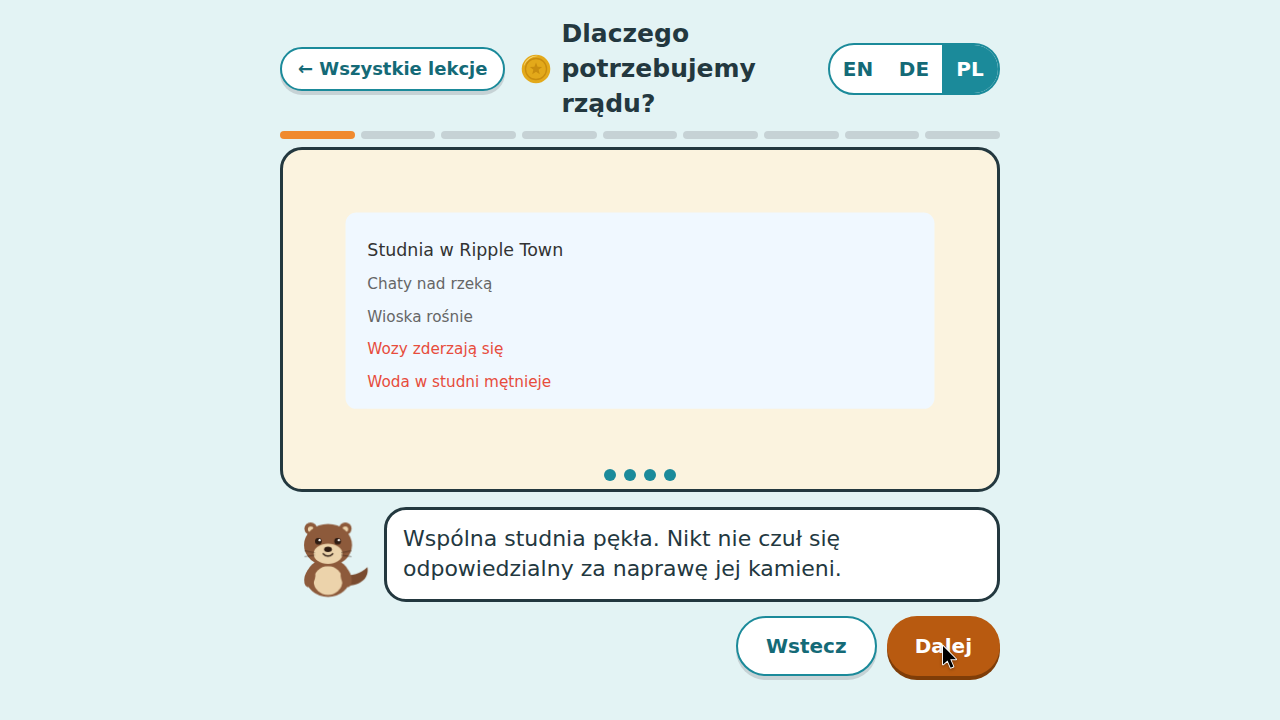 ← Wszystkie lekcje
Dlaczego
potrzebujemy
rządu?
EN DE PL
Studnia w Ripple Town
Chaty nad rzeką
Wioska rośnie
Wozy zderzają się
Woda w studni mętnieje
Wspólna studnia pękła. Nikt nie czuł się
odpowiedzialny za naprawę jej kamieni.
Wstecz
Dalej